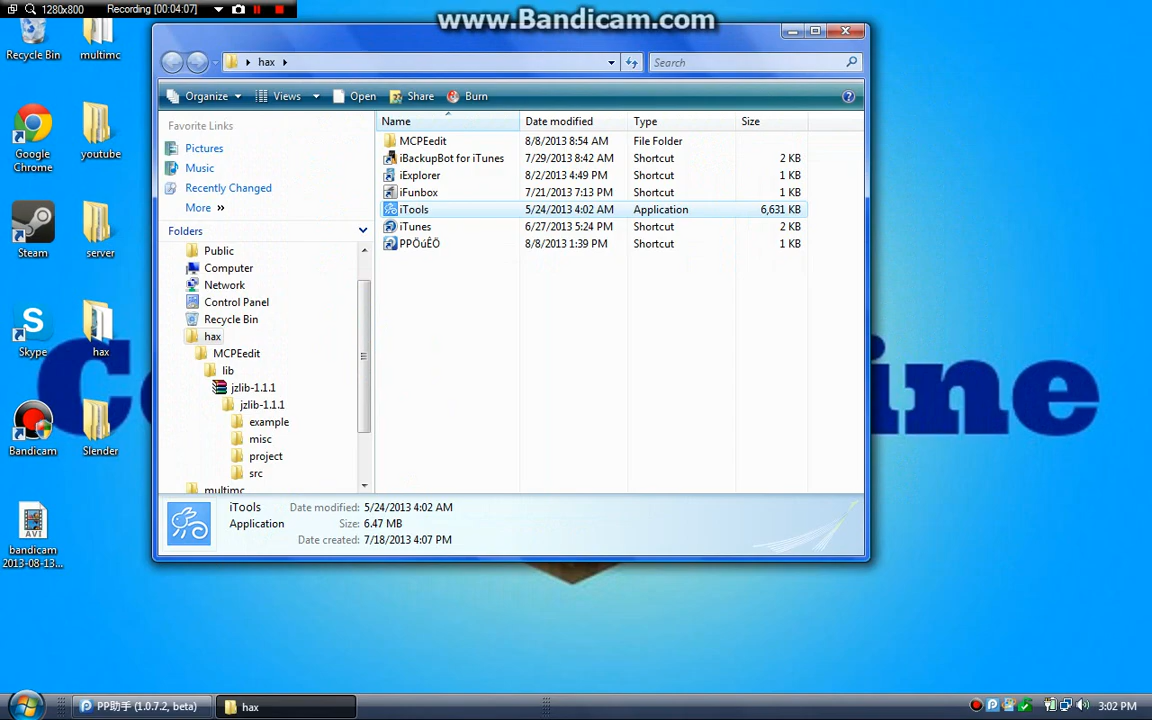 1280x800 Recording [00:04:07]
www.Bandicam.com
Recycle Bin
multimc
Google Chrome
youtube
Steam
server
Skype
hax
Bandicam
Slender
bandicam 2013-08-13...
hax
Search
Organize Views Open Share Burn
Favorite Links
Pictures
Music
Recently Changed
More »
Folders
Public
Computer
Network
Control Panel
Recycle Bin
hax
MCPEedit
lib
jzlib-1.1.1
jzlib-1.1.1
example
misc
project
src
multimc
Name Date modified Type Size
MCPEedit 8/8/2013 8:54 AM File Folder
iBackupBot for iTunes 7/29/2013 8:42 AM Shortcut 2 KB
iExplorer 8/2/2013 4:49 PM Shortcut 1 KB
iFunbox 7/21/2013 7:13 PM Shortcut 1 KB
iTools 5/24/2013 4:02 AM Application 6,631 KB
iTunes 6/27/2013 5:24 PM Shortcut 2 KB
PPÖúÊÖ 8/8/2013 1:39 PM Shortcut 1 KB
iTools Date modified: 5/24/2013 4:02 AM
Application Size: 6.47 MB
Date created: 7/18/2013 4:07 PM
PP助手 (1.0.7.2, beta)
hax
3:02 PM